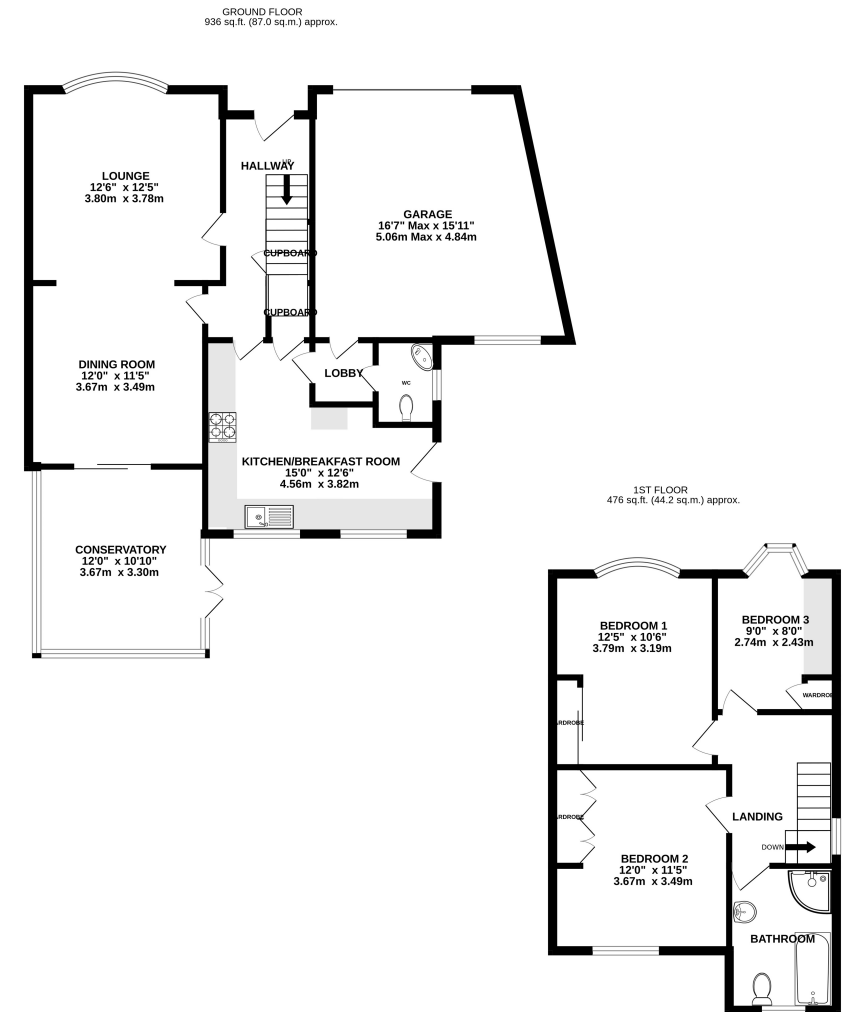 GROUND FLOOR
936 sq.ft. (87.0 sq.m.) approx.
LOUNGE
12'6" x 12'5"
3.80m x 3.78m
HALLWAY
UP
CUPBOARD
CUPBOARD
GARAGE
16'7" Max x 15'11"
5.06m Max x 4.84m
DINING ROOM
12'0" x 11'5"
3.67m x 3.49m
LOBBY
WC
KITCHEN/BREAKFAST ROOM
15'0" x 12'6"
4.56m x 3.82m
CONSERVATORY
12'0" x 10'10"
3.67m x 3.30m
1ST FLOOR
476 sq.ft. (44.2 sq.m.) approx.
BEDROOM 1
12'5" x 10'6"
3.79m x 3.19m
BEDROOM 3
9'0" x 8'0"
2.74m x 2.43m
WARDROB
ARDROBE
ARDROBE
LANDING
DOWN
BEDROOM 2
12'0" x 11'5"
3.67m x 3.49m
BATHROOM